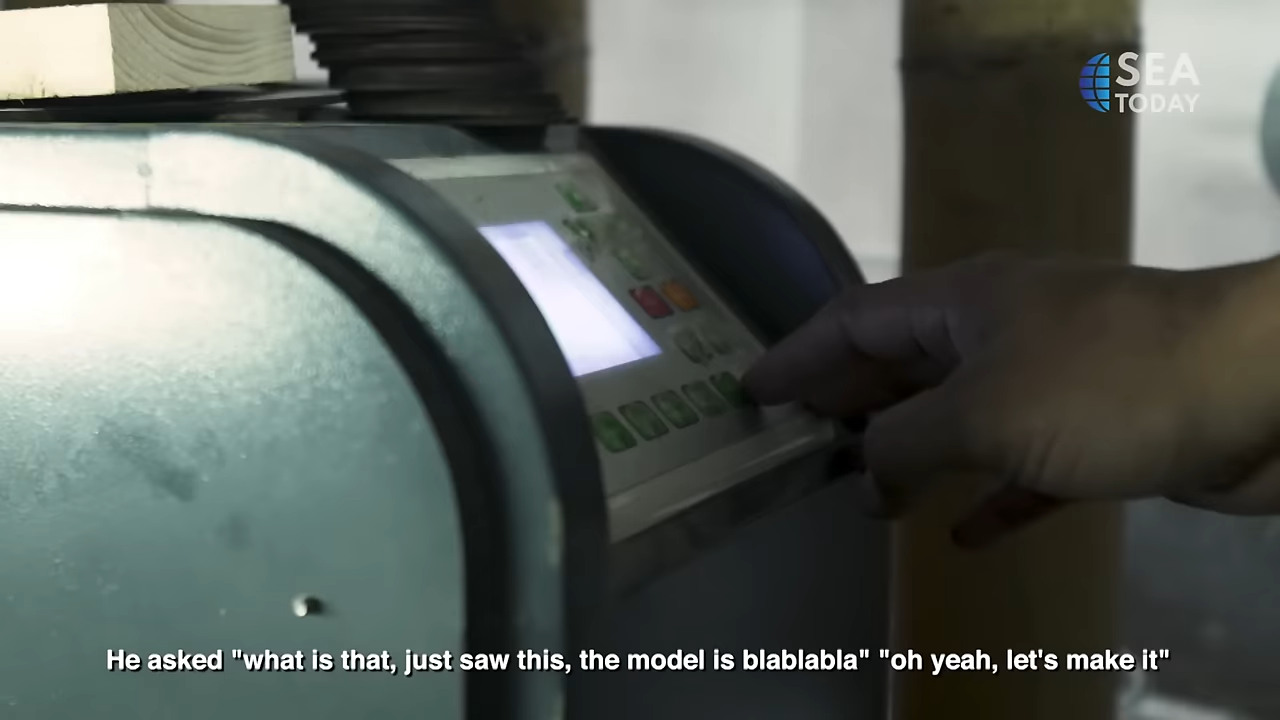 SEA
TODAY
He asked "what is that, just saw this, the model is blablabla" "oh yeah, let's make it"